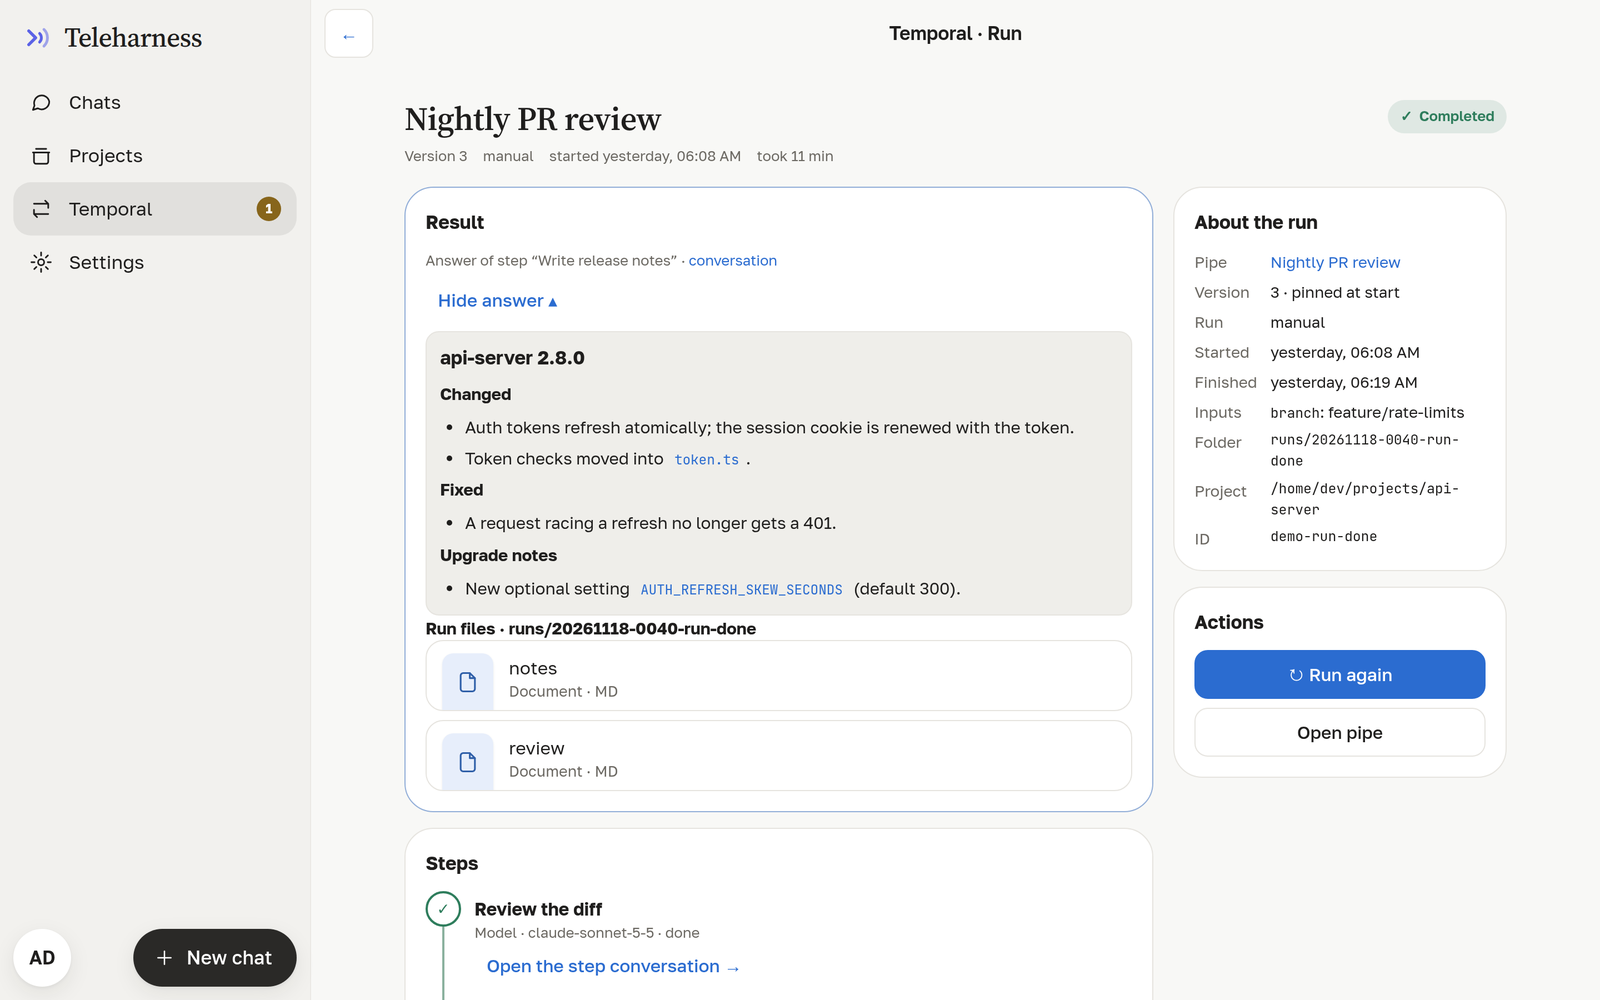 Teleharness
Chats
Projects
Temporal 1
Settings
AD
+ New chat
←
Temporal · Run
Nightly PR review
✓ Completed
Version 3 manual started yesterday, 06:08 AM took 11 min
Result
Answer of step “Write release notes” · conversation
Hide answer ▴
api-server 2.8.0
Changed
• Auth tokens refresh atomically; the session cookie is renewed with the token.
• Token checks moved into token.ts .
Fixed
• A request racing a refresh no longer gets a 401.
Upgrade notes
• New optional setting AUTH_REFRESH_SKEW_SECONDS (default 300).
Run files · runs/20261118-0040-run-done
notes
Document · MD
review
Document · MD
Steps
✓ Review the diff
Model · claude-sonnet-5-5 · done
Open the step conversation →
About the run
Pipe Nightly PR review
Version 3 · pinned at start
Run manual
Started yesterday, 06:08 AM
Finished yesterday, 06:19 AM
Inputs branch: feature/rate-limits
Folder runs/20261118-0040-run-
done
Project /home/dev/projects/api-
server
ID demo-run-done
Actions
↻ Run again
Open pipe